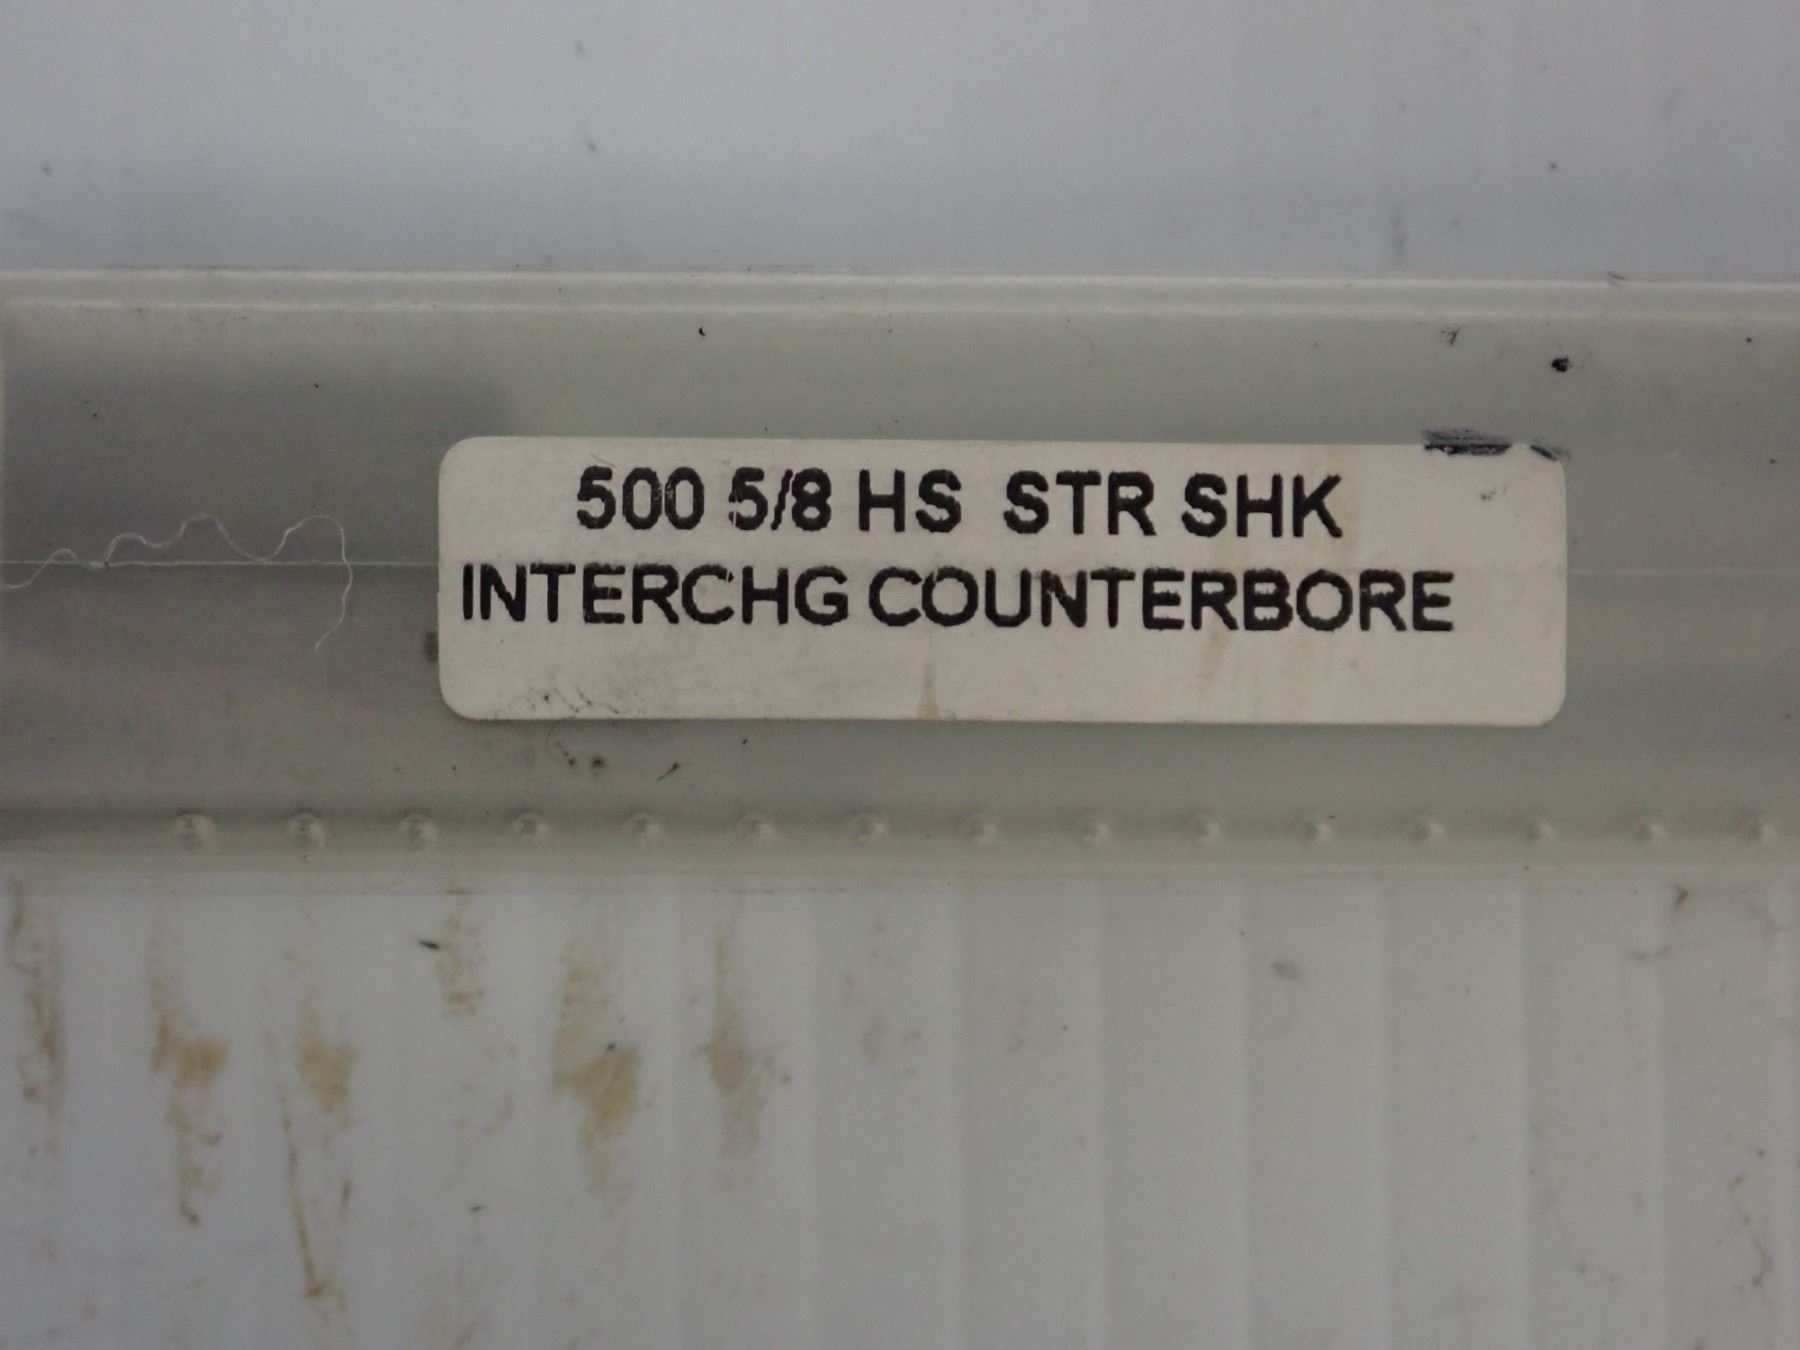 500 5/8 HS STR SHK
INTERCHG COUNTERBORE